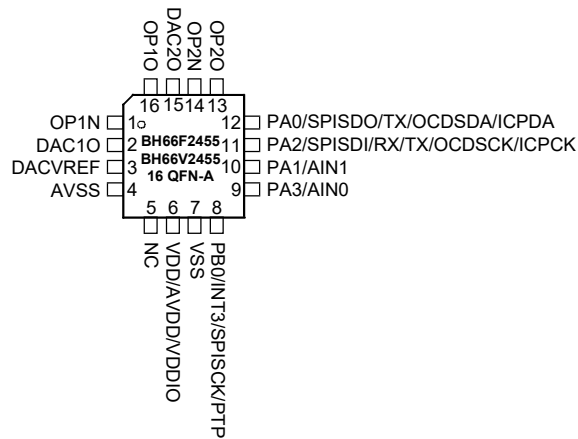 OP1O
DAC2O
OP2N
OP2O
16 15 14 13
OP1N 1
DAC1O 2
DACVREF 3
AVSS 4
BH66F2455
BH66V2455
16 QFN-A
12 PA0/SPISDO/TX/OCDSDA/ICPDA
11 PA2/SPISDI/RX/TX/OCDSCK/ICPCK
10 PA1/AIN1
9 PA3/AIN0
5 6 7 8
NC
VDD/AVDD/VDDIO
VSS
PB0/INT3/SPISCK/PTP